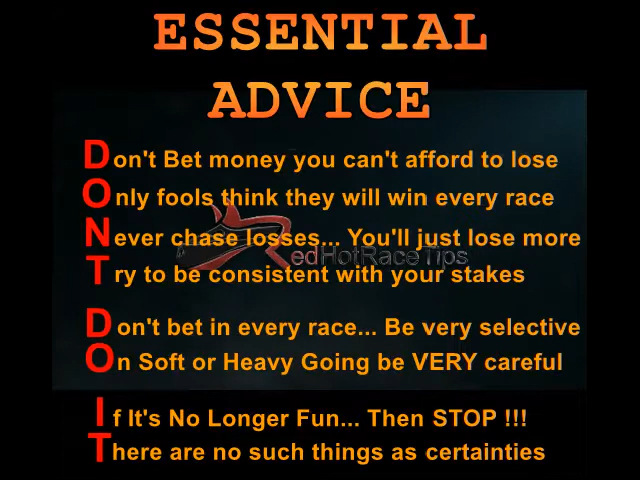 ESSENTIAL
ADVICE
Don't Bet money you can't afford to lose
Only fools think they will win every race
Never chase losses... You'll just lose more
RedHotRaceTips
Try to be consistent with your stakes
Don't bet in every race... Be very selective
On Soft or Heavy Going be VERY careful
If It's No Longer Fun... Then STOP !!!
There are no such things as certainties